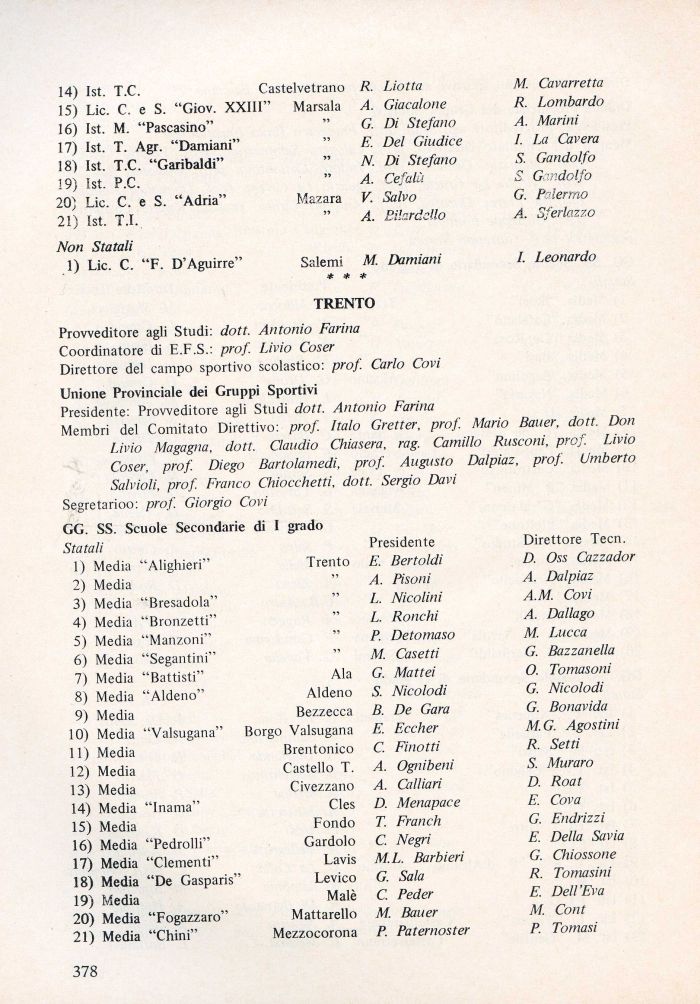 14) Ist. T.C. Castelvetrano R. Liotta M. Cavarretta
15) Lic. C. e S. “Giov. XXIII” Marsala A. Giacalone R. Lombardo
16) Ist. M. “Pascasino” ” G. Di Stefano A. Marini
17) Ist. T. Agr. “Damiani” ” E. Del Giudice I. La Cavera
18) Ist. T.C. “Garibaldi” ” N. Di Stefano S. Gandolfo
19) Ist. P.C. ” A. Cefalù S Gandolfo
20) Lic. C. e S. “Adria” Mazara V. Salvo G. Palermo
21) Ist. T.I. ” A. Bilardello A. Sferlazzo
Non Statali
1) Lic. C. “F. D’Aguirre” Salemi M. Damiani I. Leonardo
* * *
TRENTO
Provveditore agli Studi: dott. Antonio Farina
Coordinatore di E.F.S.: prof. Livio Coser
Direttore del campo sportivo scolastico: prof. Carlo Covi
Unione Provinciale dei Gruppi Sportivi
Presidente: Provveditore agli Studi dott. Antonio Farina
Membri del Comitato Direttivo: prof. Italo Gretter, prof. Mario Bauer, dott. Don
Livio Magagna, dott. Claudio Chiasera, rag. Camillo Rusconi, prof. Livio
Coser, prof. Diego Bartolamedi, prof. Augusto Dalpiaz, prof. Umberto
Salvioli, prof. Franco Chiocchetti, dott. Sergio Davi
Segretarioo: prof. Giorgio Covi
GG. SS. Scuole Secondarie di I grado
Statali Presidente Direttore Tecn.
1) Media “Alighieri” Trento E. Bertoldi D. Oss Cazzador
2) Media ” A. Pisoni A. Dalpiaz
3) Media “Bresadola” ” L. Nicolini A.M. Covi
4) Media “Bronzetti” ” L. Ronchi A. Dallago
5) Media “Manzoni” ” P. Detomaso M. Lucca
6) Media “Segantini” ” M. Casetti G. Bazzanella
7) Media “Battisti” Ala G. Mattei O. Tomasoni
8) Media “Aldeno” Aldeno S. Nicolodi G. Nicolodi
9) Media Bezzecca B. De Gara G. Bonavida
10) Media “Valsugana” Borgo Valsugana E. Eccher M.G. Agostini
11) Media Brentonico C. Finotti R. Setti
12) Media Castello T. A. Ognibeni S. Muraro
13) Media Civezzano A. Calliari D. Roat
14) Media “Inama” Cles D. Menapace E. Cova
15) Media Fondo T. Franch G. Endrizzi
16) Media “Pedrolli” Gardolo C. Negri E. Della Savia
17) Media “Clementi” Lavis M.L. Barbieri G. Chiossone
18) Media “De Gasparis” Levico G. Sala R. Tomasini
19) Media Malè C. Peder E. Dell’Eva
20) Media “Fogazzaro” Mattarello M. Bauer M. Cont
21) Media “Chini” Mezzocorona P. Paternoster P. Tomasi
378